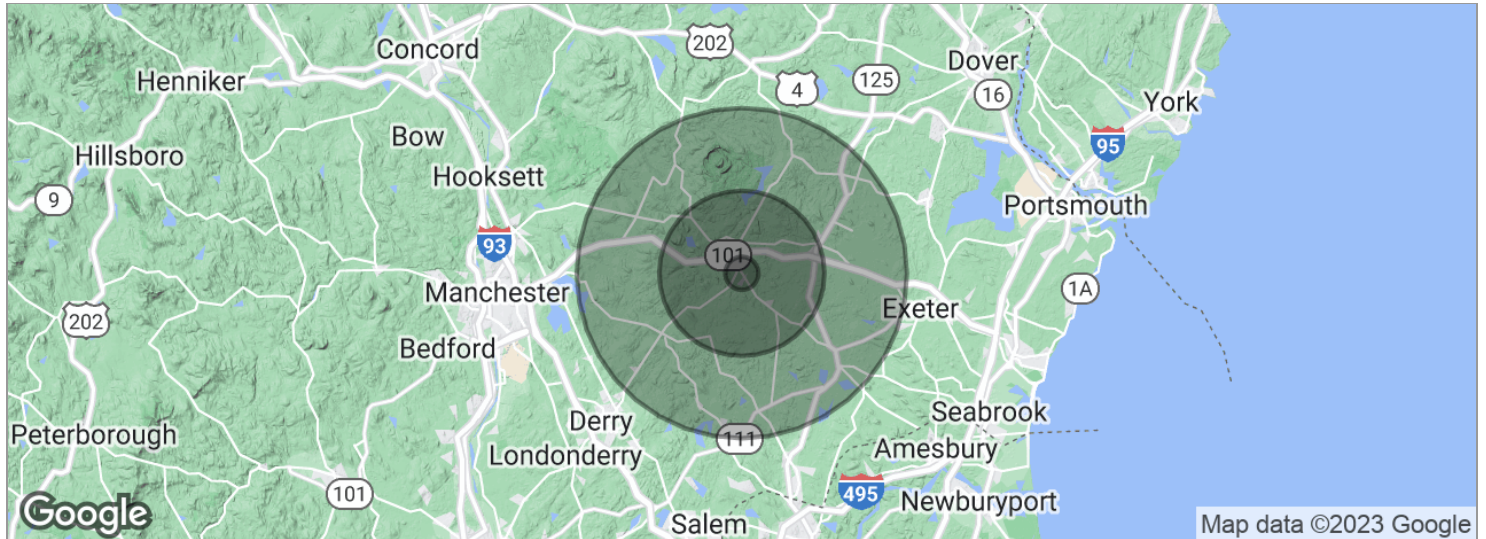 Concord
202
Dover
Henniker
125
4
16
York
Bow
95
Hillsboro
Hooksett
9
Portsmouth
93
101
Manchester
1A
202
Exeter
Bedford
Seabrook
Derry
Peterborough
111
Amesbury
Londonderry
101
495
Newburyport
Google
Salem
Map data ©2023 Google